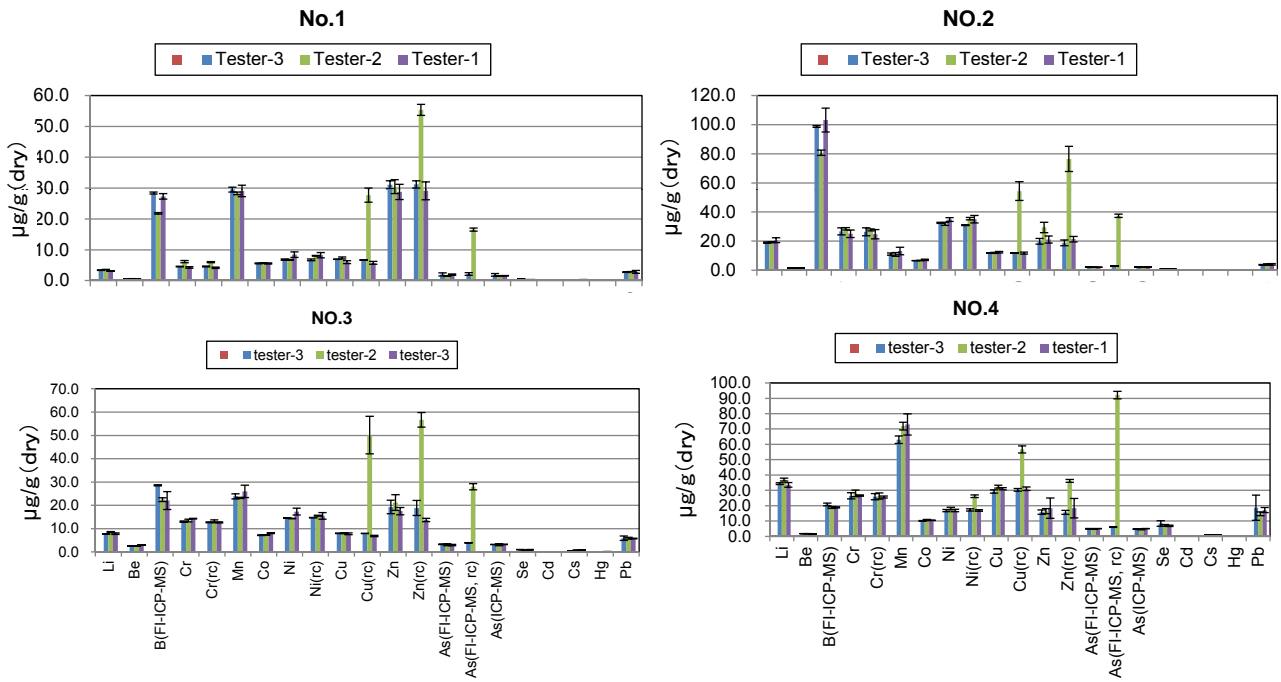 No.1
Tester-3 Tester-2 Tester-1
60.0
50.0
40.0
30.0
20.0
10.0
0.0
μg/g(dry)
NO.2
Tester-3 Tester-2 Tester-1
120.0
100.0
80.0
60.0
40.0
20.0
0.0
μg/g(dry)
NO.3
tester-3 tester-2 tester-3
70.0
60.0
50.0
40.0
30.0
20.0
10.0
0.0
μg/g(dry)
Li
Be
B(FI-ICP-MS)
Cr
Cr(rc)
Mn
Co
Ni
Ni(rc)
Cu
Cu(rc)
Zn
Zn(rc)
As(FI-ICP-MS)
As(FI-ICP-MS, rc)
As(ICP-MS)
Se
Cd
Cs
Hg
Pb
NO.4
tester-3 tester-2 tester-1
100.0
90.0
80.0
70.0
60.0
50.0
40.0
30.0
20.0
10.0
0.0
μg/g(dry)
Li
Be
B(FI-ICP-MS)
Cr
Cr(rc)
Mn
Co
Ni
Ni(rc)
Cu
Cu(rc)
Zn
Zn(rc)
As(FI-ICP-MS)
As(FI-ICP-MS, rc)
As(ICP-MS)
Se
Cd
Cs
Hg
Pb